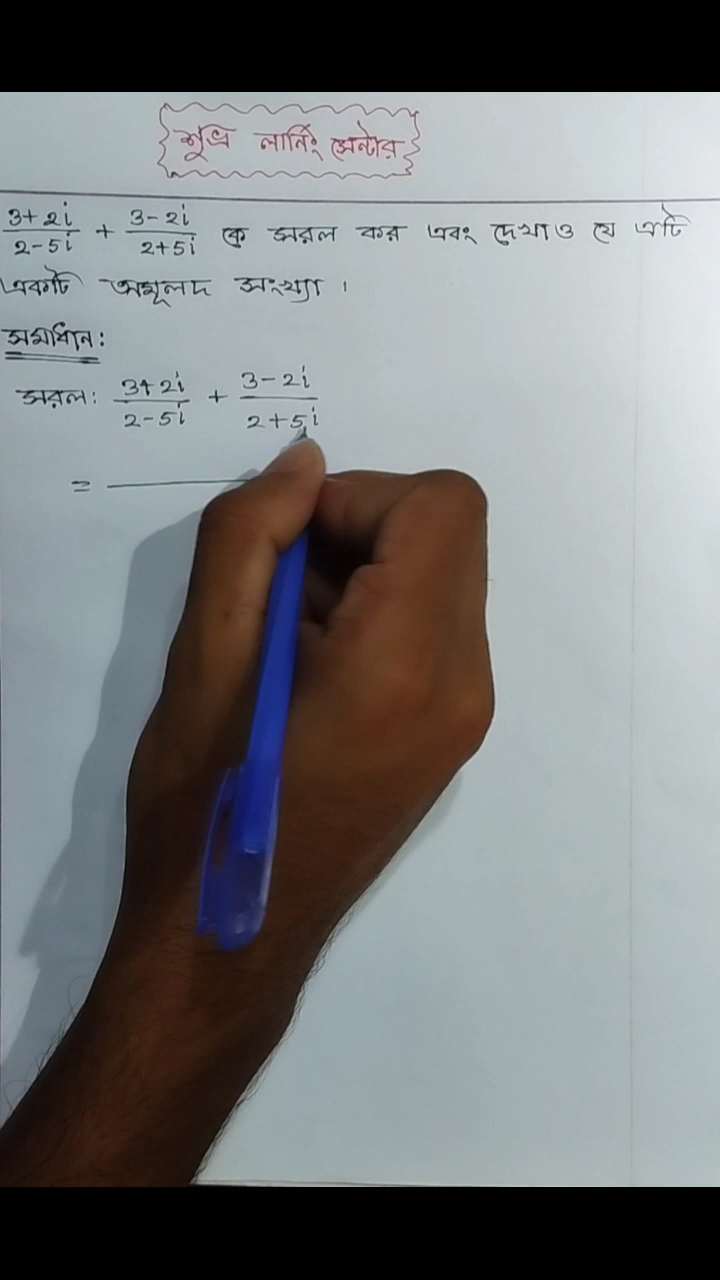 শুভ্র লার্নিং সেন্টার
3+2i/2-5i + 3-2i/2+5i কে সরল কর এবং দেখাও যে এটি
একটি অমূলদ সংখ্যা ।
সমাধান:
সরল: 3+2i/2-5i + 3-2i/2+5i
=